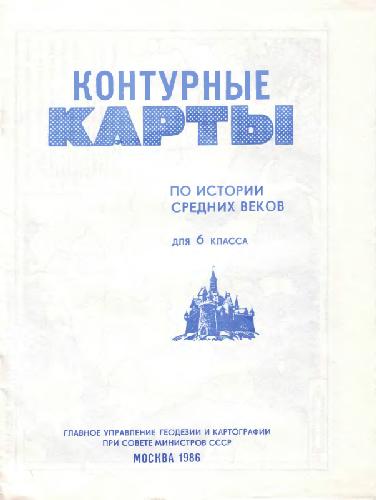 КОНТУРНЫЕ
КАРТЫ
ПО ИСТОРИИ
СРЕДНИХ ВЕКОВ
ДЛЯ 6 КЛАССА
ГЛАВНОЕ УПРАВЛЕНИЕ ГЕОДЕЗИИ И КАРТОГРАФИИ
ПРИ СОВЕТЕ МИНИСТРОВ СССР
МОСКВА 1986